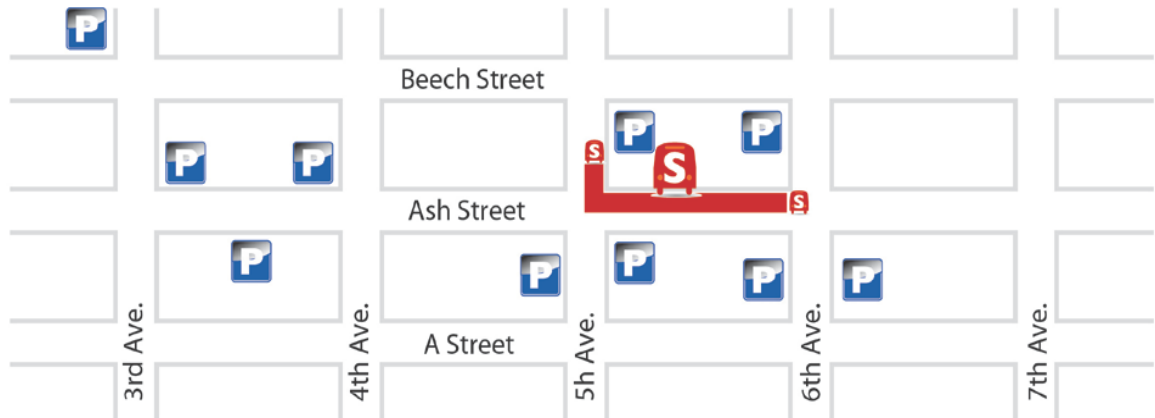 P
Beech Street
P
P
P
P
S
S
S
Ash Street
P
P
P
P
P
A Street
3rd Ave.
4th Ave.
5h Ave.
6th Ave.
7th Ave.